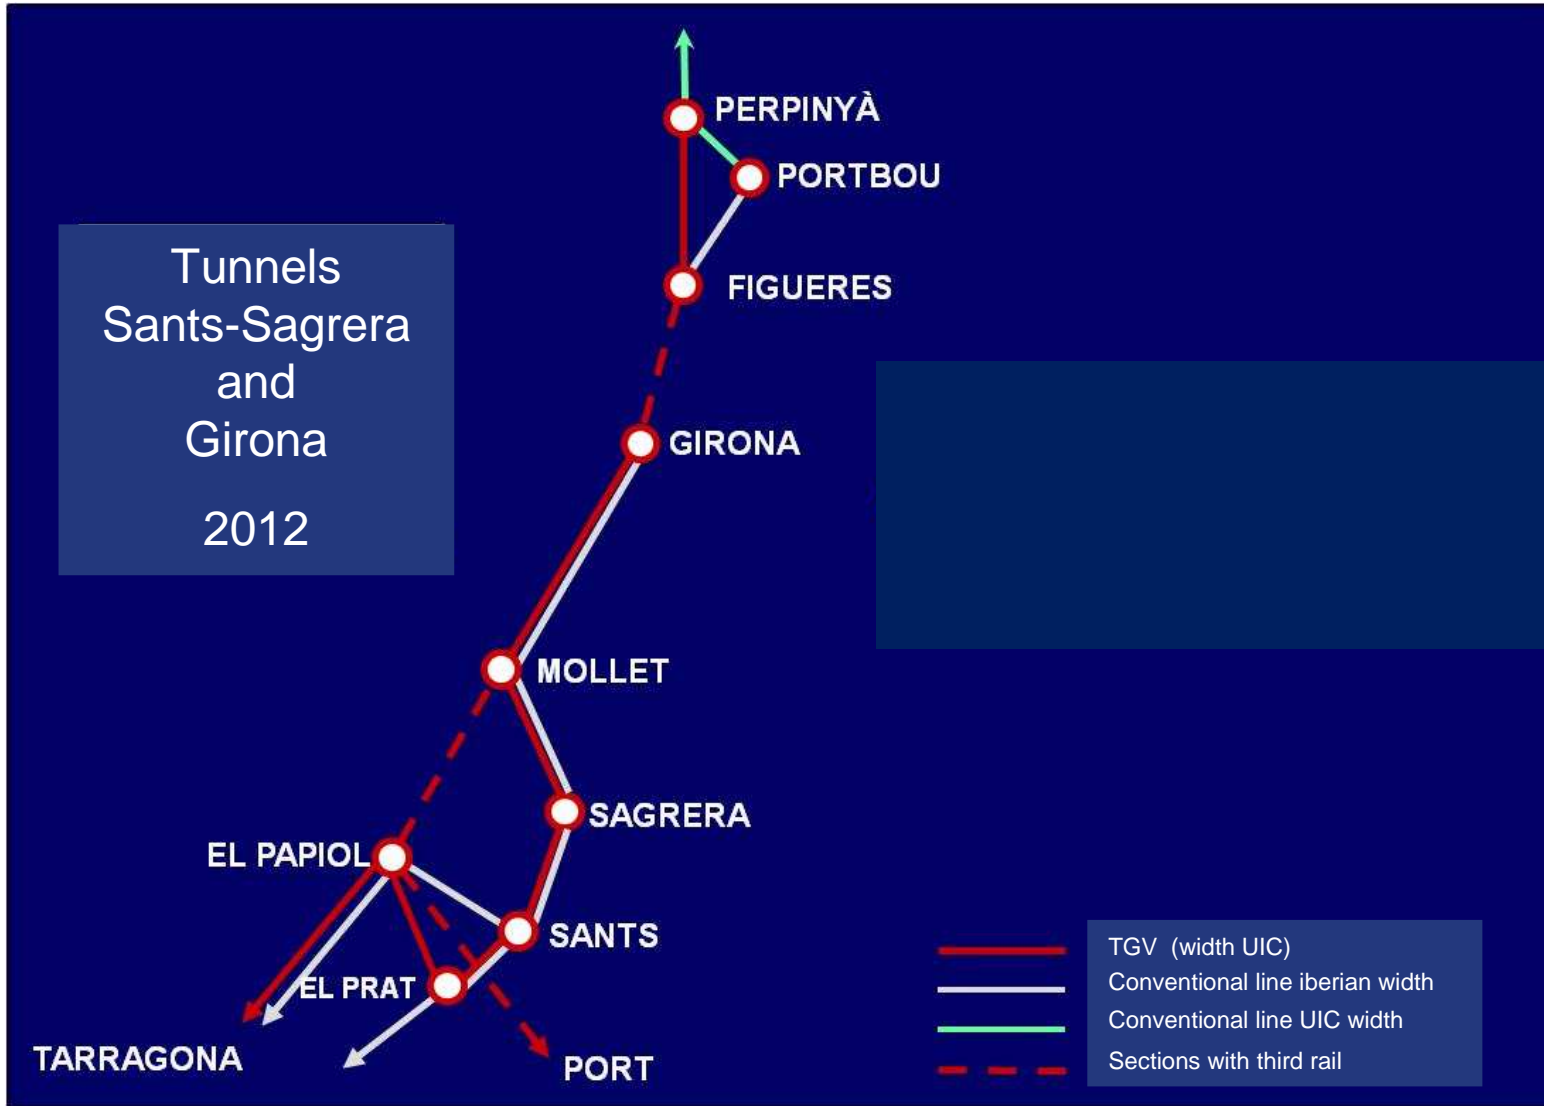 PERPINYÀ
PORTBOU
Tunnels
Sants-Sagrera
and
Girona
2012
FIGUERES
GIRONA
MOLLET
SAGRERA
EL PAPIOL
SANTS
EL PRAT
TARRAGONA
PORT
TGV (width UIC)
Conventional line iberian width
Conventional line UIC width
Sections with third rail